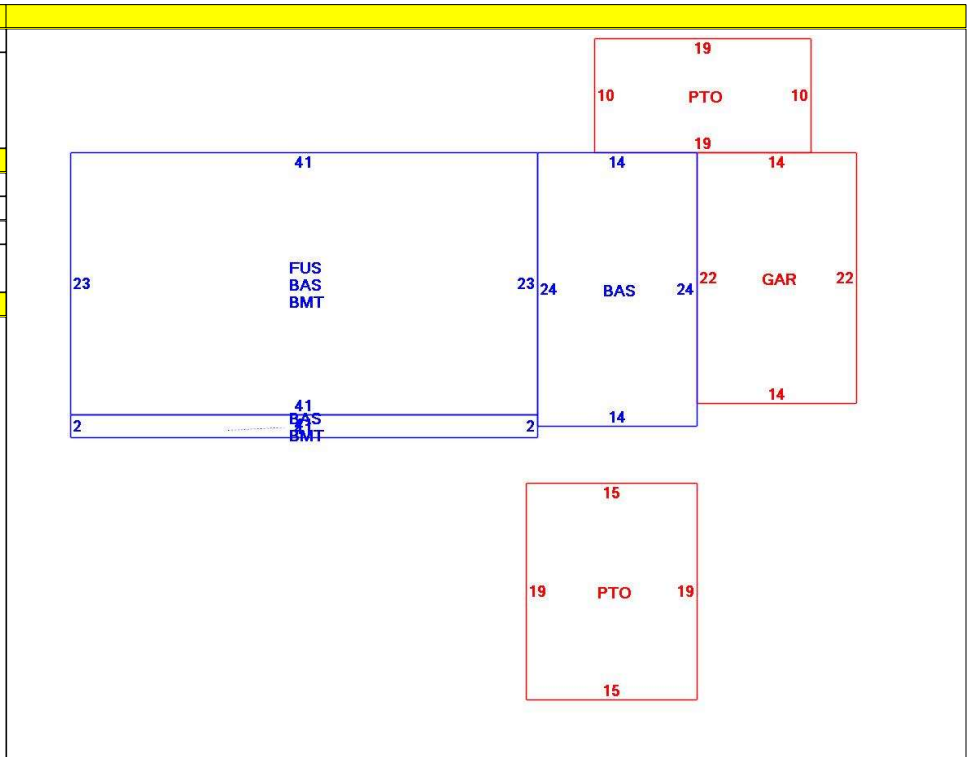 19
10 PTO 10
19
41 14 14
FUS
23 BAS 23 24 BAS 24 22 GAR 22
BMT
41 14
BAS 14
2 41 2
BMT
15
19 PTO 19
15